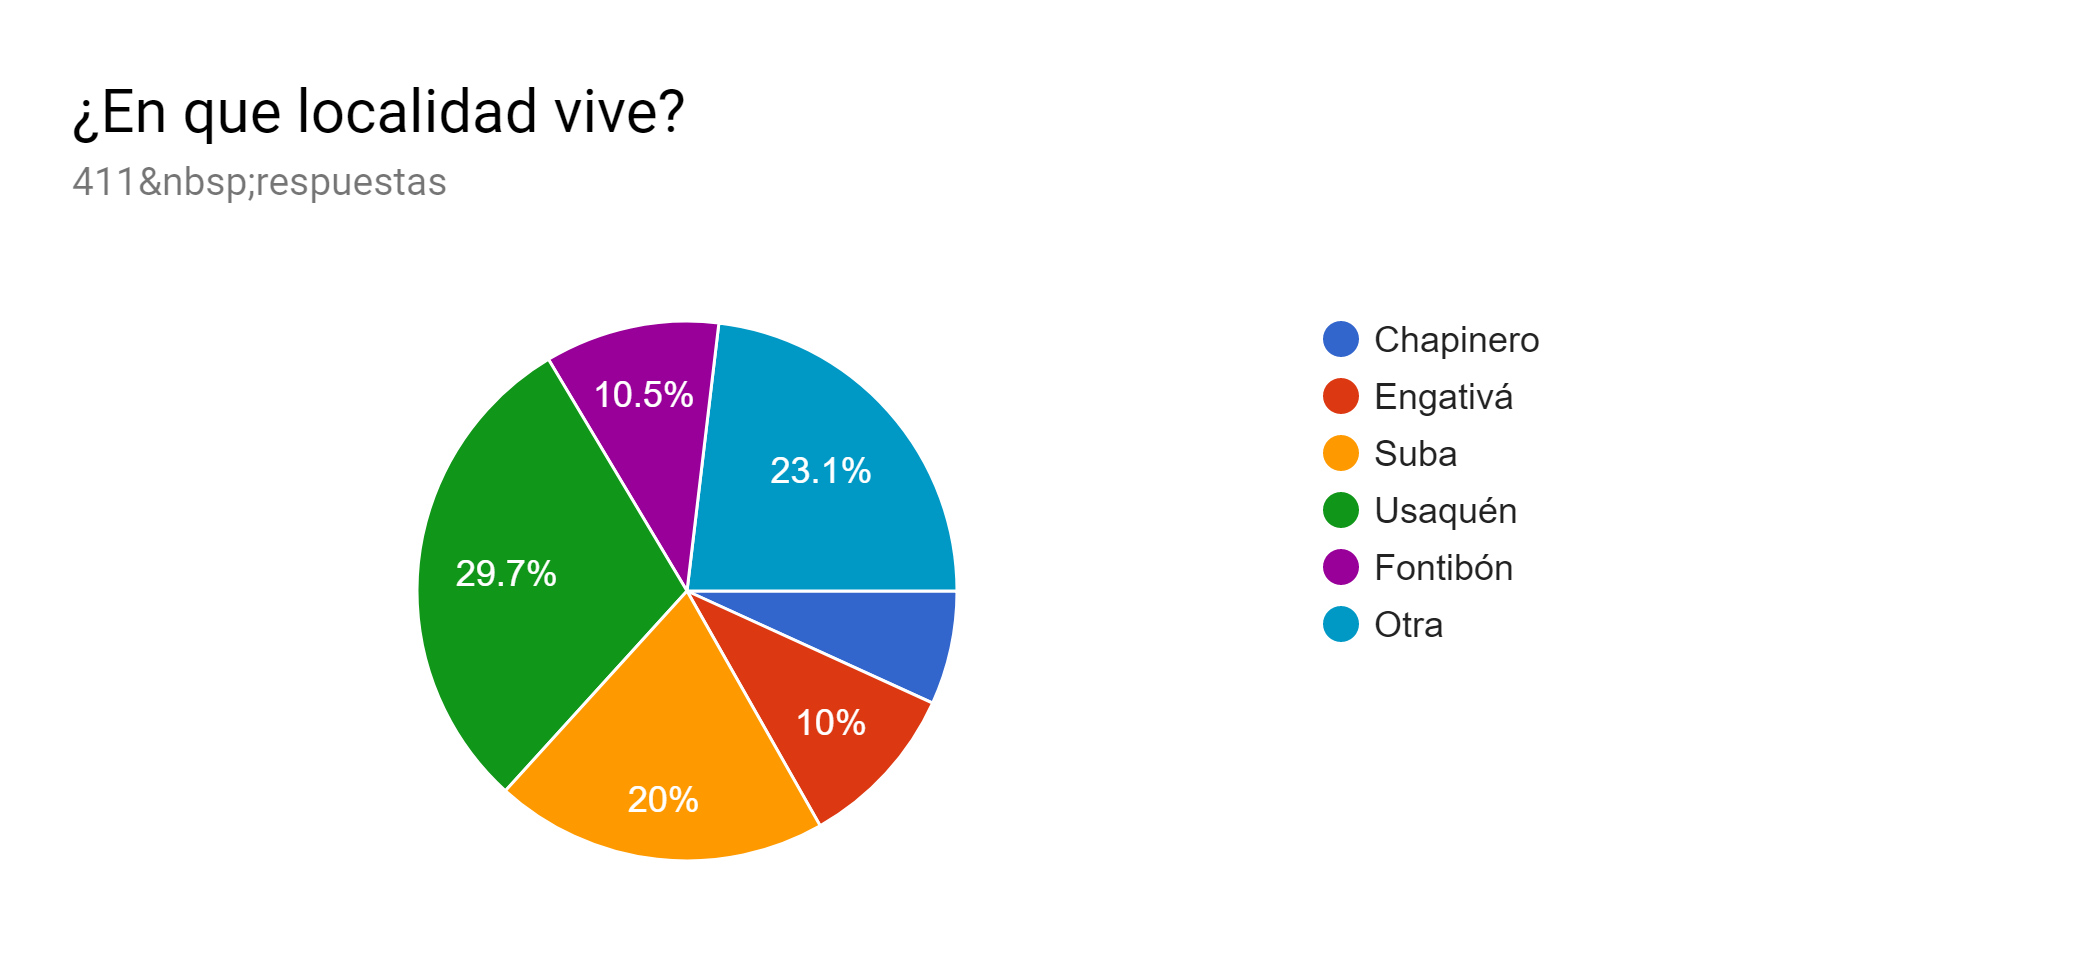 ¿En que localidad vive?
411&nbsp;respuestas
10.5%
23.1%
29.7%
10%
20%
Chapinero
Engativá
Suba
Usaquén
Fontibón
Otra